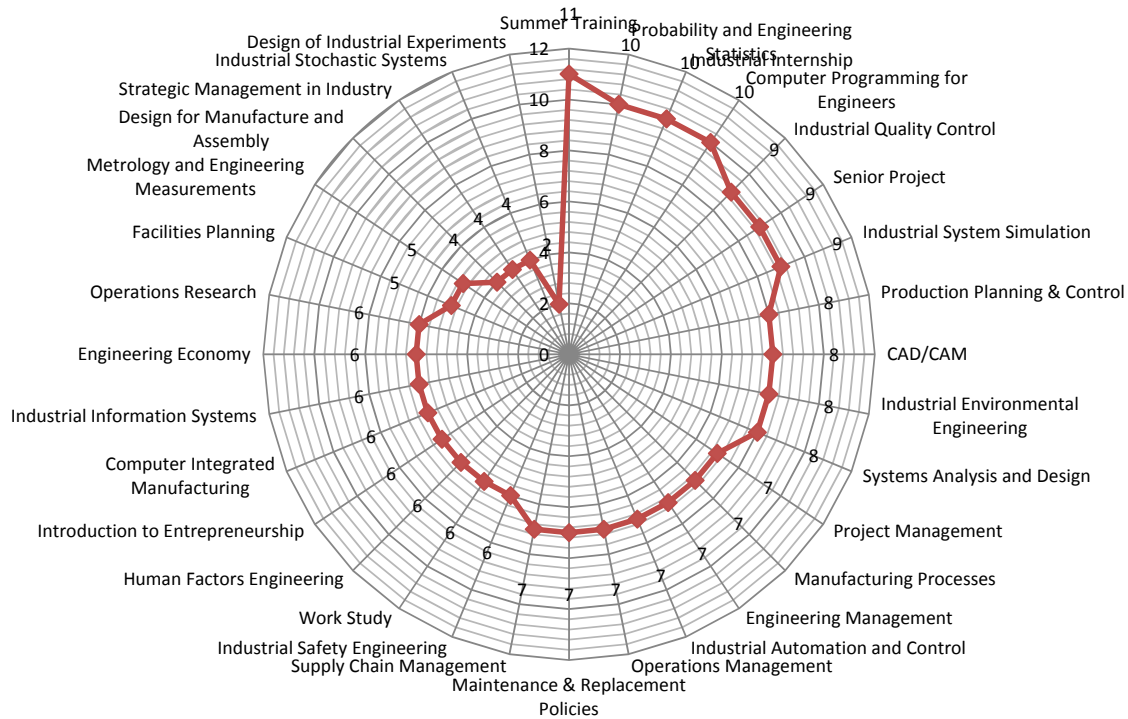 11
Summer Training
8
Probability and Engineering
Statistics
10
Industrial Internship
10
Computer Programming for
Engineers
10
Industrial Quality Control
9
Senior Project
9
Industrial System Simulation
9
Production Planning & Control
8
CAD/CAM
8
Industrial Environmental
Engineering
8
Systems Analysis and Design
8
Project Management
7
Manufacturing Processes
7
Engineering Management
7
Industrial Automation and Control
7
Operations Management
7
Maintenance & Replacement
Policies
7
Supply Chain Management
7
Industrial Safety Engineering
6
Work Study
6
Human Factors Engineering
6
Introduction to Entrepreneurship
6
Computer Integrated
Manufacturing
6
Industrial Information Systems
6
Engineering Economy
6
Operations Research
6
Facilities Planning
5
Metrology and Engineering
Measurements
5
Design for Manufacture and
Assembly
4
Strategic Management in Industry
4
Industrial Stochastic Systems
4
Design of Industrial Experiments
2
12
10
8
6
4
2
0